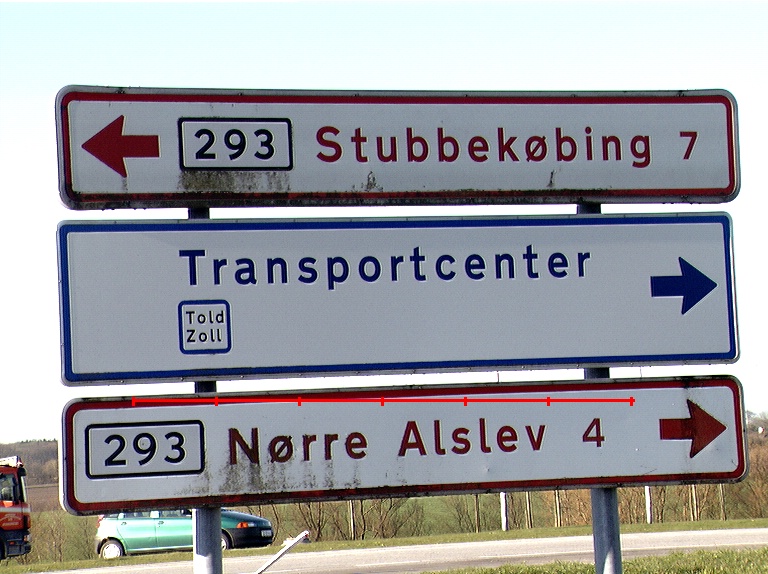 293 Stubbekøbing 7
Transportcenter
Told
Zoll
293 Nørre Alslev 4